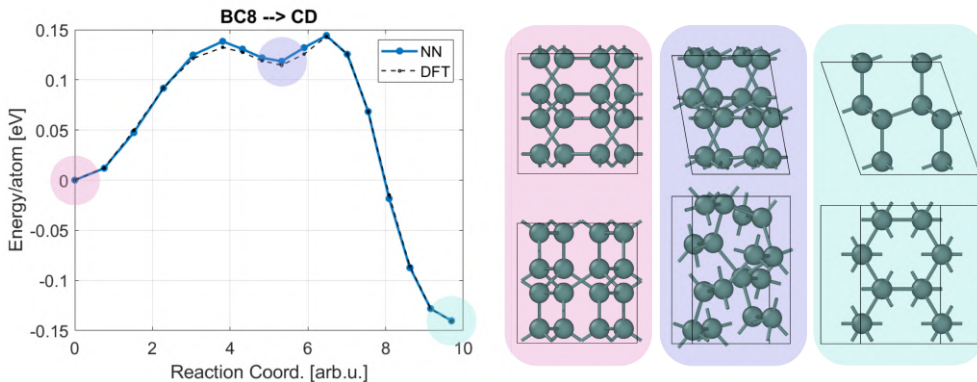 BC8 --> CD
0.15
0.1
0.05
0
-0.05
-0.1
-0.15
Energy/atom [eV]
NN
DFT
0 2 4 6 8 10
Reaction Coord. [arb.u.]